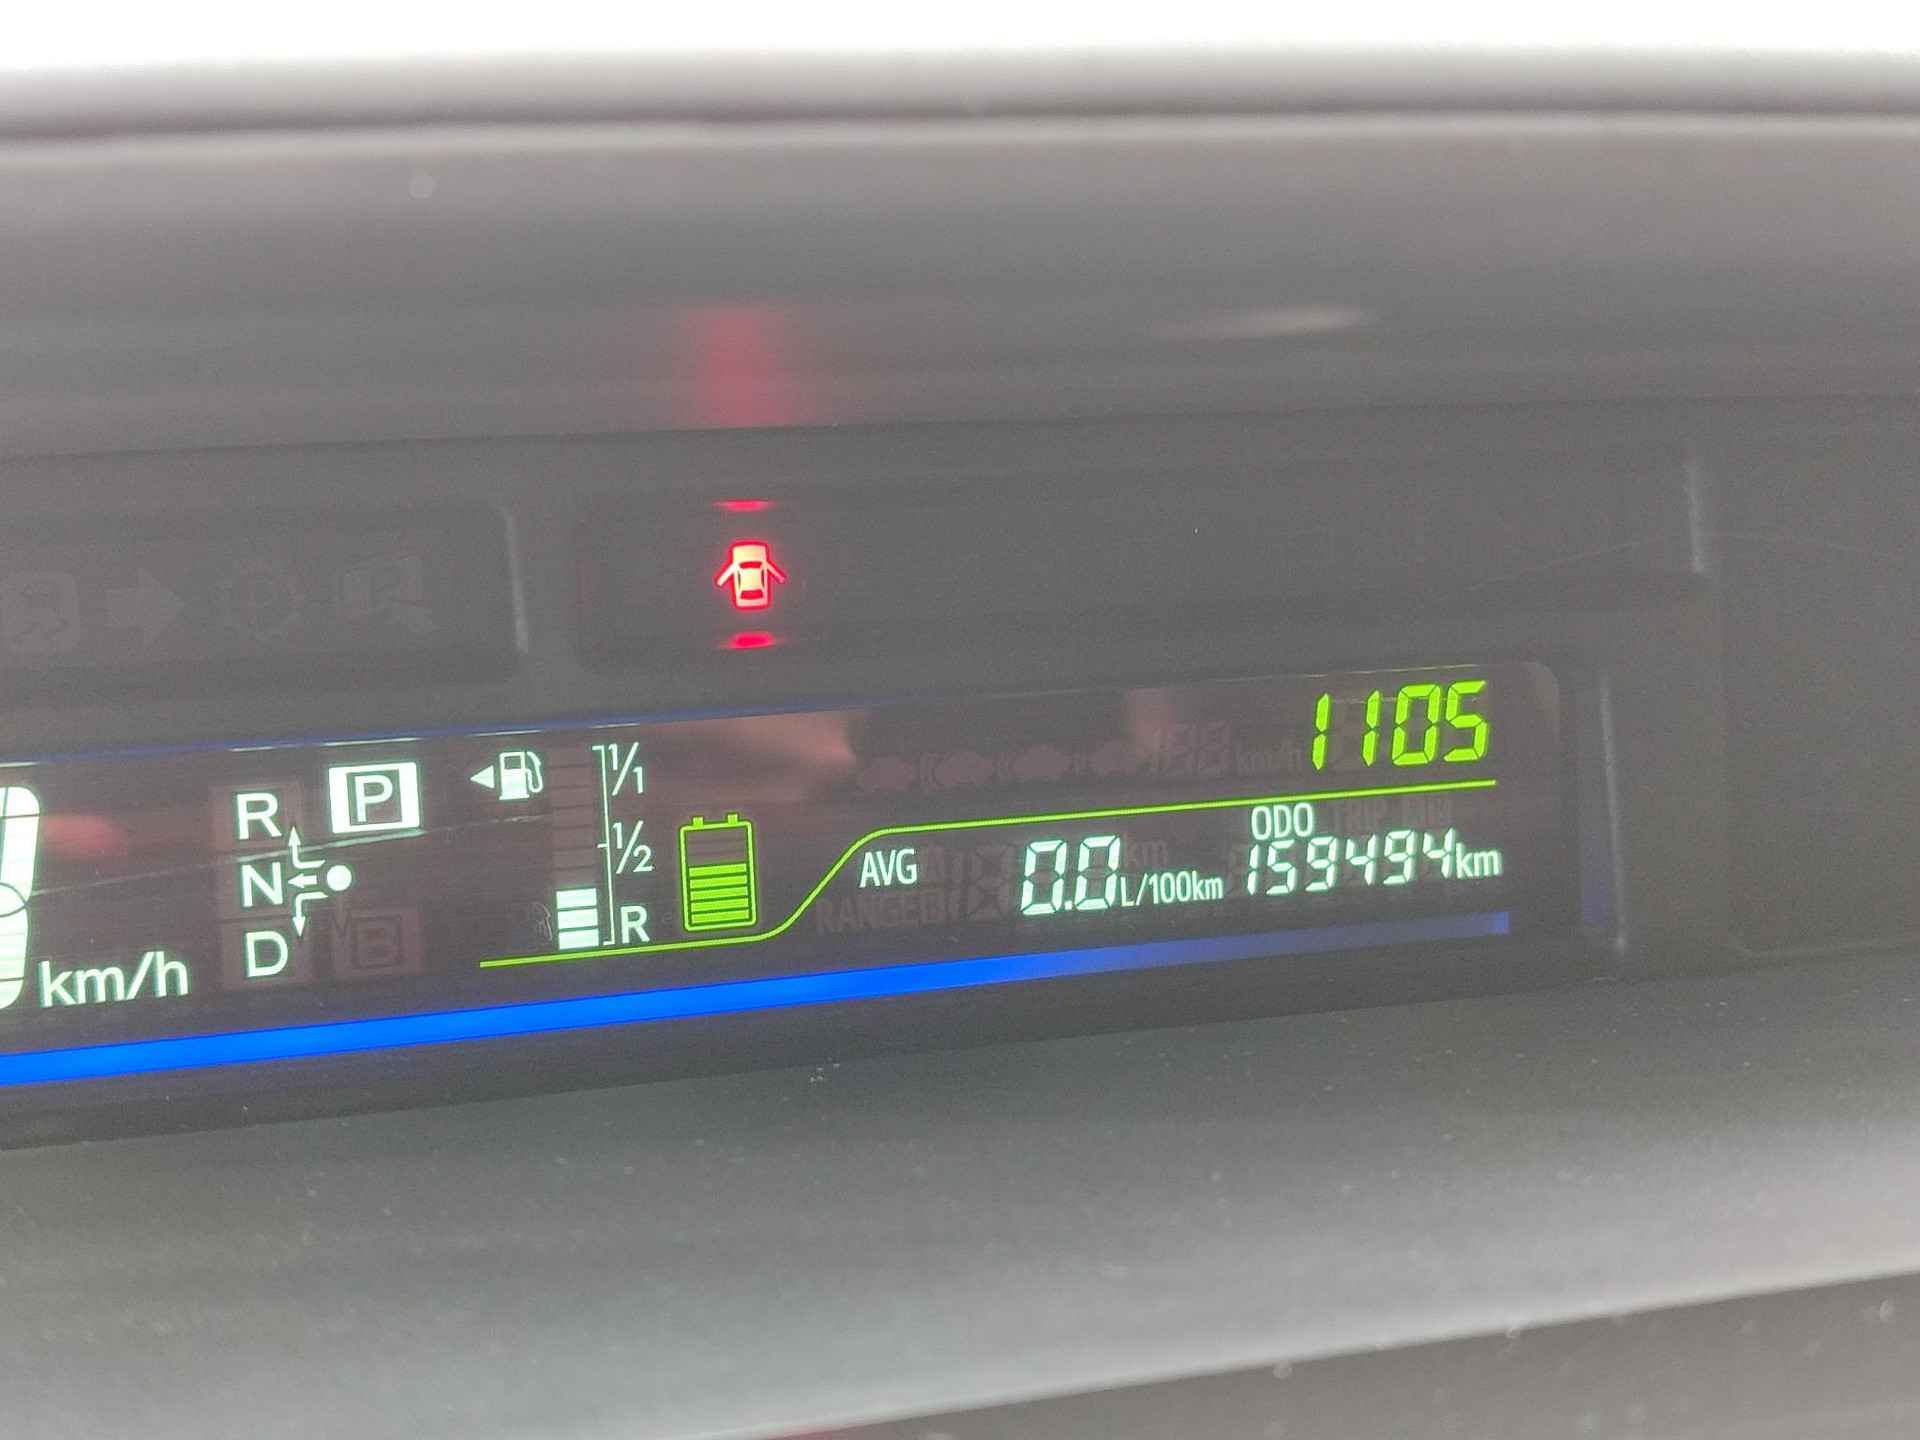 1105
R P
N
D
km/h
1/1
1/2
R
ODO
AVG 0.0 L/100km 159494 km